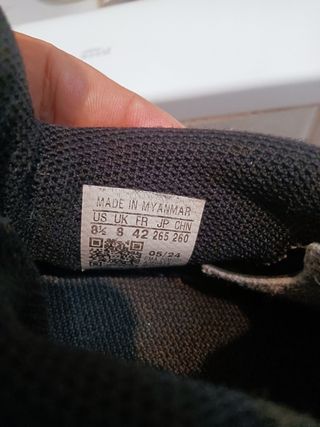 MADE IN MYANMAR
US UK FR JP CHN
8½ 8 42 265 260
05/24